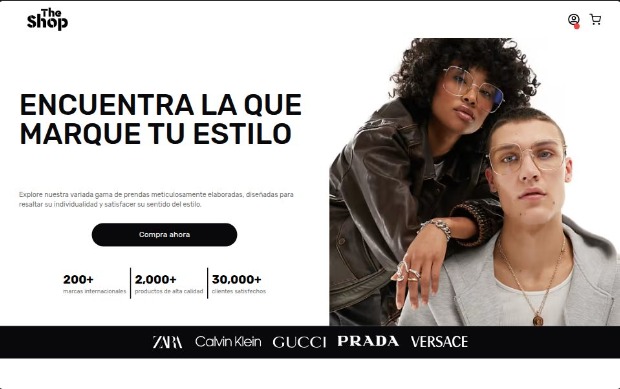 The
Shop
ENCUENTRA LA QUE
MARQUE TU ESTILO
Explore nuestra variada gama de prendas meticulosamente elaboradas, diseñadas para
resaltar su individualidad y satisfacer su sentido del estilo.
Compra ahora
200+ 2,000+ 30,000+
marcas internacionales productos de alta calidad clientes satisfechos
ZARA Calvin Klein GUCCI PRADA VERSACE